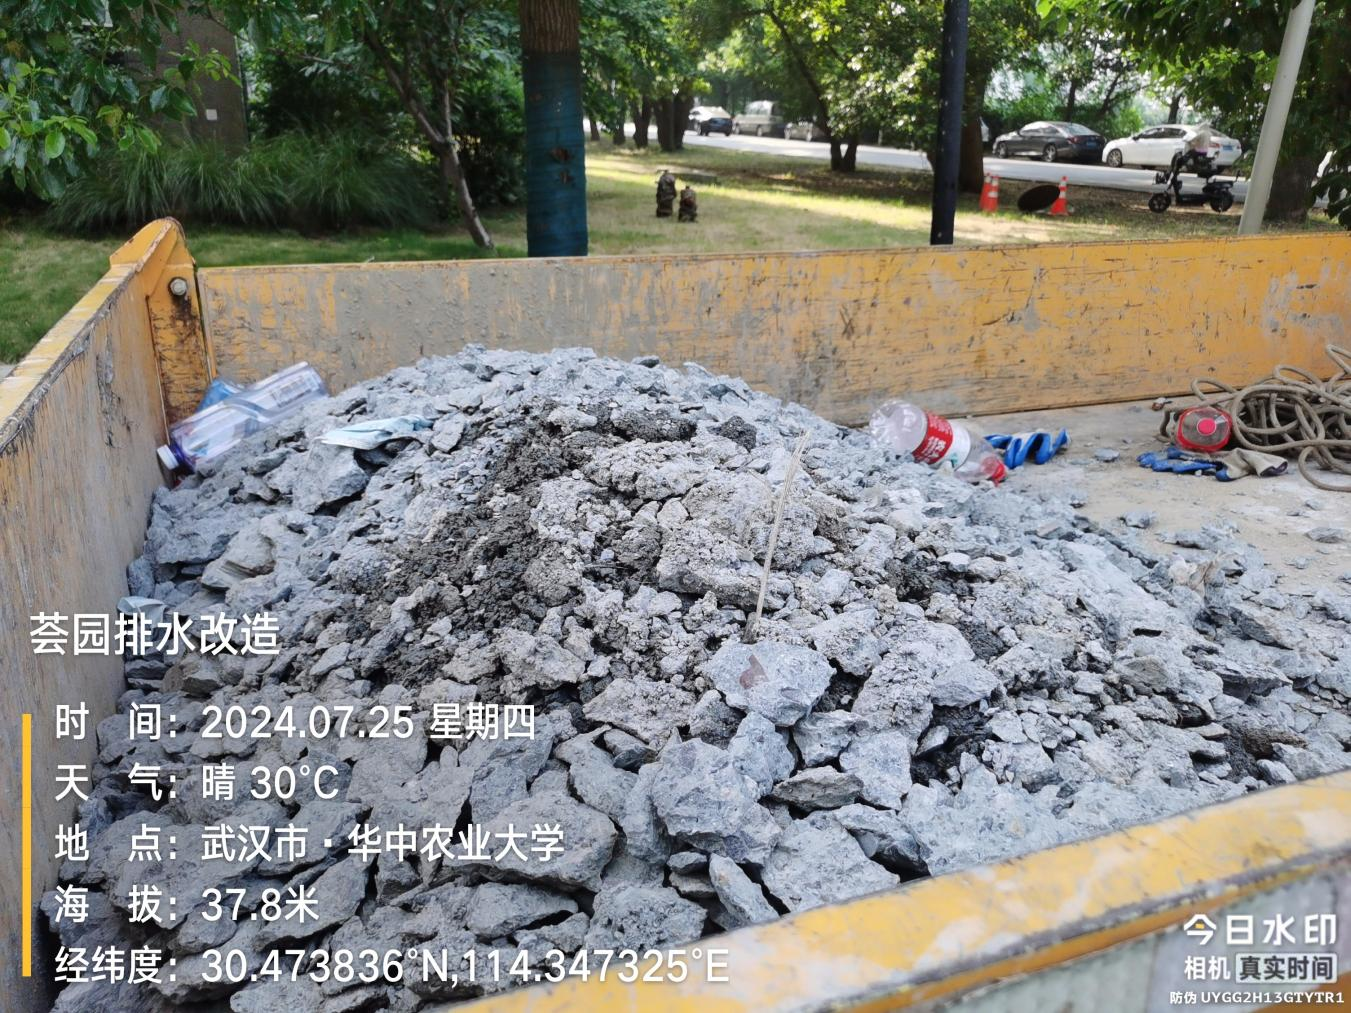 荟园排水改造
时 间：2024.07.25 星期四
天 气：晴 30℃
地 点：武汉市·华中农业大学
海 拔：37.8米
经纬度：30.473836°N,114.347325°E
今日水印
相机 真实时间
防伪 UYGG2H13GTYTR1